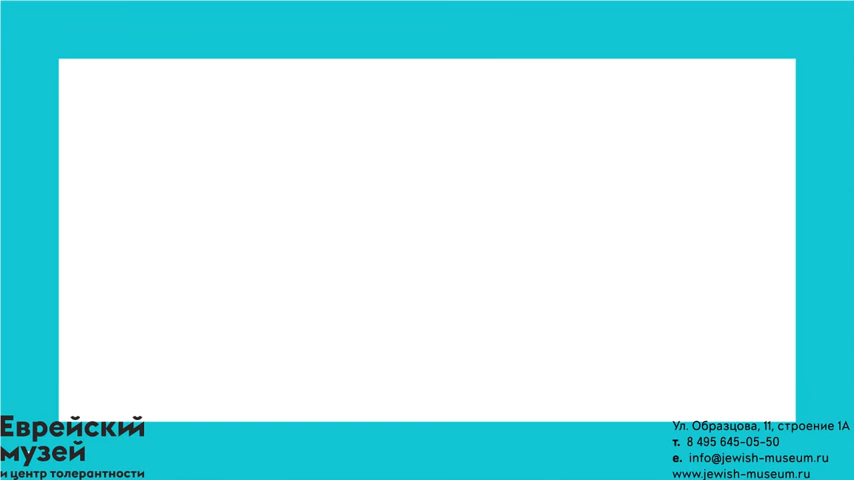 Еврейский
музей
и центр толерантности
Ул. Образцова, 11, строение 1А
т. 8 495 645-05-50
е. info@jewish-museum.ru
www.jewish-museum.ru